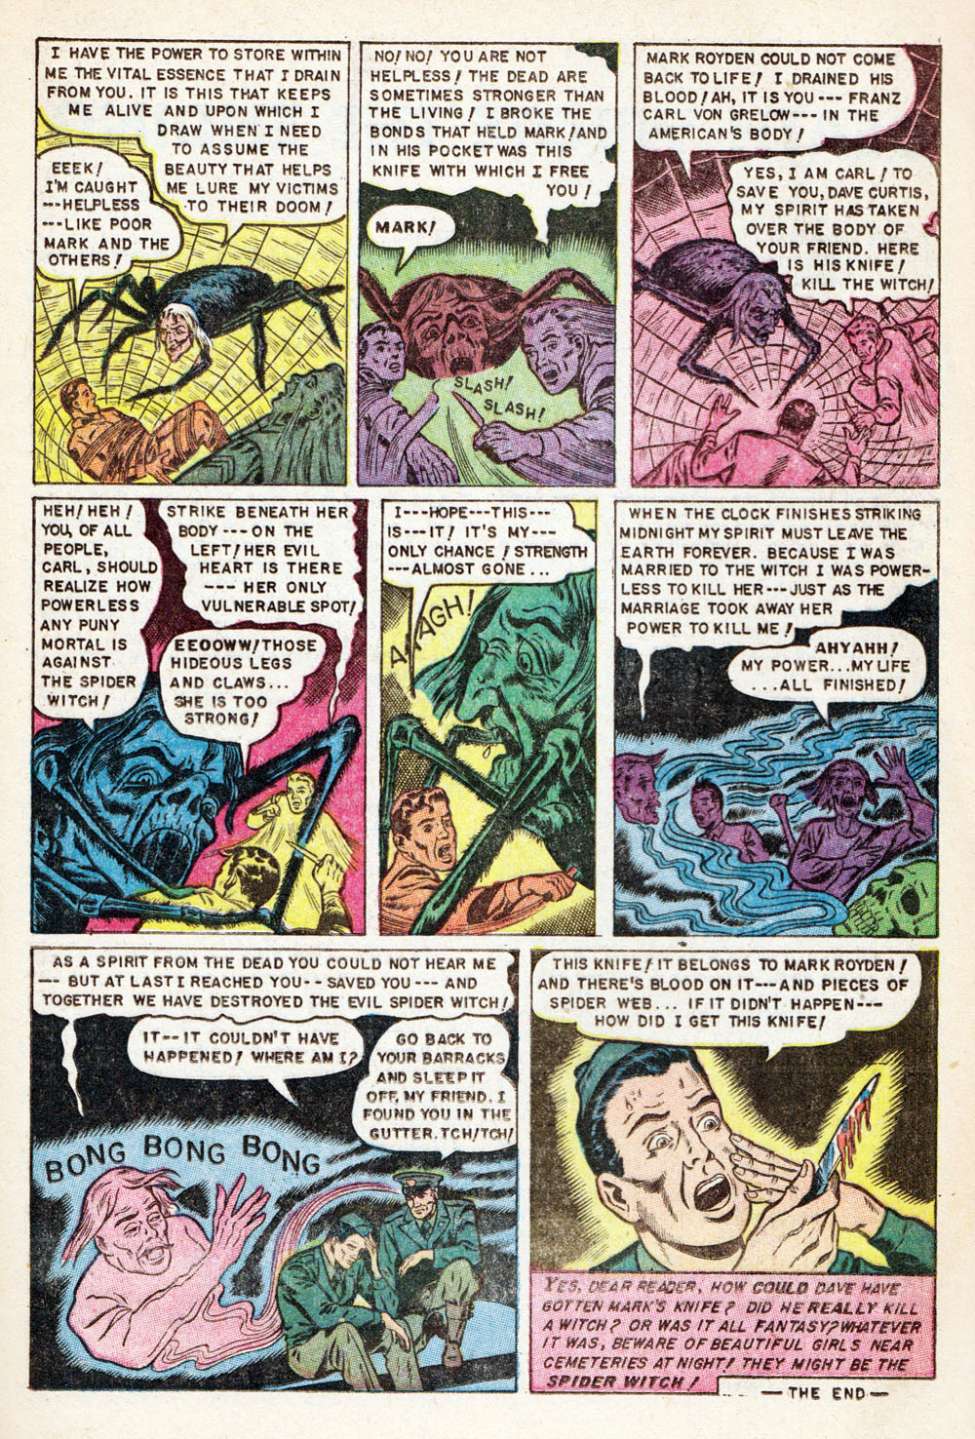 I HAVE THE POWER TO STORE WITHIN
ME THE VITAL ESSENCE THAT I DRAIN
FROM YOU. IT IS THIS THAT KEEPS
ME ALIVE AND UPON WHICH I
DRAW WHEN I NEED
TO ASSUME THE
BEAUTY THAT HELPS
ME LURE MY VICTIMS
TO THEIR DOOM!
EEEK!
I'M CAUGHT
---HELPLESS
---LIKE POOR
MARK AND THE
OTHERS!
NO! NO! YOU ARE NOT
HELPLESS! THE DEAD ARE
SOMETIMES STRONGER THAN
THE LIVING! I BROKE THE
BONDS THAT HELD MARK! AND
IN HIS POCKET WAS THIS
KNIFE WITH WHICH I FREE
YOU!
MARK!
SLASH!
SLASH!
MARK ROYDEN COULD NOT COME
BACK TO LIFE! I DRAINED HIS
BLOOD! AH, IT IS YOU --- FRANZ
CARL VON GRELOW --- IN THE
AMERICAN'S BODY!
YES, I AM CARL! TO
SAVE YOU, DAVE CURTIS,
MY SPIRIT HAS TAKEN
OVER THE BODY OF
YOUR FRIEND. HERE
IS HIS KNIFE!
KILL THE WITCH!
HEH! HEH!
YOU, OF ALL
PEOPLE,
CARL, SHOULD
REALIZE HOW
POWERLESS
ANY PUNY
MORTAL IS
AGAINST
THE SPIDER
WITCH!
STRIKE BENEATH HER
BODY --- ON THE
LEFT! HER EVIL
HEART IS THERE
--- HER ONLY
VULNERABLE SPOT!
EEOOWW! THOSE
HIDEOUS LEGS
AND CLAWS...
SHE IS TOO
STRONG!
I---HOPE---THIS---
IS---IT! IT'S MY---
ONLY CHANCE! STRENGTH
---ALMOST GONE...
AAAGH!
WHEN THE CLOCK FINISHES STRIKING
MIDNIGHT MY SPIRIT MUST LEAVE THE
EARTH FOREVER. BECAUSE I WAS
MARRIED TO THE WITCH I WAS POWER-
LESS TO KILL HER---JUST AS THE
MARRIAGE TOOK AWAY HER
POWER TO KILL ME!
AHYAHH!
MY POWER...MY LIFE
...ALL FINISHED!
AS A SPIRIT FROM THE DEAD YOU COULD NOT HEAR ME
-- BUT AT LAST I REACHED YOU -- SAVED YOU --- AND
TOGETHER WE HAVE DESTROYED THE EVIL SPIDER WITCH!
IT--IT COULDN'T HAVE
HAPPENED! WHERE AM I?
GO BACK TO
YOUR BARRACKS
AND SLEEP IT
OFF, MY FRIEND. I
FOUND YOU IN THE
GUTTER. TCH! TCH!
BONG BONG BONG
THIS KNIFE! IT BELONGS TO MARK ROYDEN!
AND THERE'S BLOOD ON IT---AND PIECES OF
SPIDER WEB... IF IT DIDN'T HAPPEN---
HOW DID I GET THIS KNIFE!
YES, DEAR READER, HOW COULD DAVE HAVE
GOTTEN MARK'S KNIFE? DID HE REALLY KILL
A WITCH? OR WAS IT ALL FANTASY? WHATEVER
IT WAS, BEWARE OF BEAUTIFUL GIRLS NEAR
CEMETERIES AT NIGHT! THEY MIGHT BE THE
SPIDER WITCH!
— THE END —